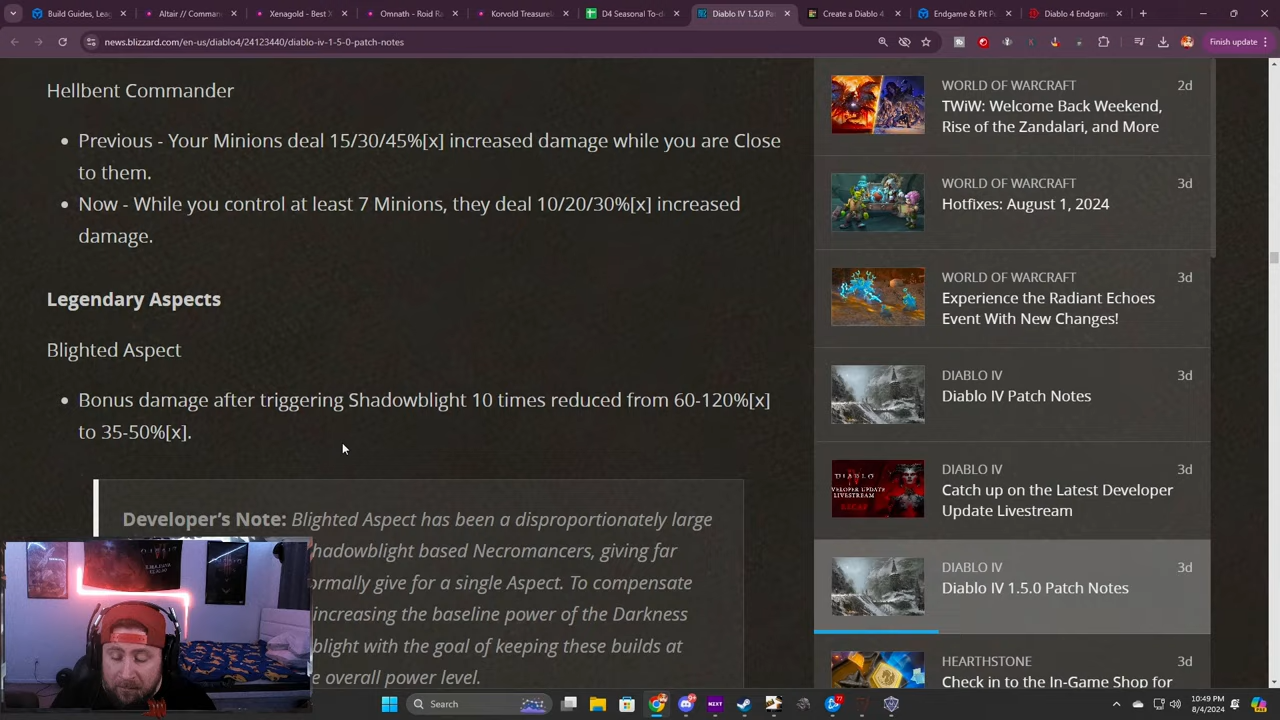 Build Guides, Leag
Altair // Comman
Xenagold - Best X
Omnath - Roid Ra
Korvold Treasure
D4 Seasonal To-d
Diablo IV 1.5.0 Pat
Create a Diablo 4
Endgame & Pit P
Diablo 4 Endgam
news.blizzard.com/en-us/diablo4/24123440/diablo-iv-1-5-0-patch-notes
Finish update
Hellbent Commander
Previous - Your Minions deal 15/30/45%[x] increased damage while you are Close
to them.
Now - While you control at least 7 Minions, they deal 10/20/30%[x] increased
damage.
Legendary Aspects
Blighted Aspect
Bonus damage after triggering Shadowblight 10 times reduced from 60-120%[x]
to 35-50%[x].
Developer's Note: Blighted Aspect has been a disproportionately large
hadowblight based Necromancers, giving far
ormally give for a single Aspect. To compensate
increasing the baseline power of the Darkness
blight with the goal of keeping these builds at
e overall power level.
WORLD OF WARCRAFT 2d
TWiW: Welcome Back Weekend,
Rise of the Zandalari, and More
WORLD OF WARCRAFT 3d
Hotfixes: August 1, 2024
WORLD OF WARCRAFT 3d
Experience the Radiant Echoes
Event With New Changes!
DIABLO IV 3d
Diablo IV Patch Notes
DIABLO IV 3d
Catch up on the Latest Developer
Update Livestream
DIABLO IV 3d
Diablo IV 1.5.0 Patch Notes
HEARTHSTONE 3d
Check in to the In-Game Shop for
Search
NZXT
10:49 PM
8/4/2024